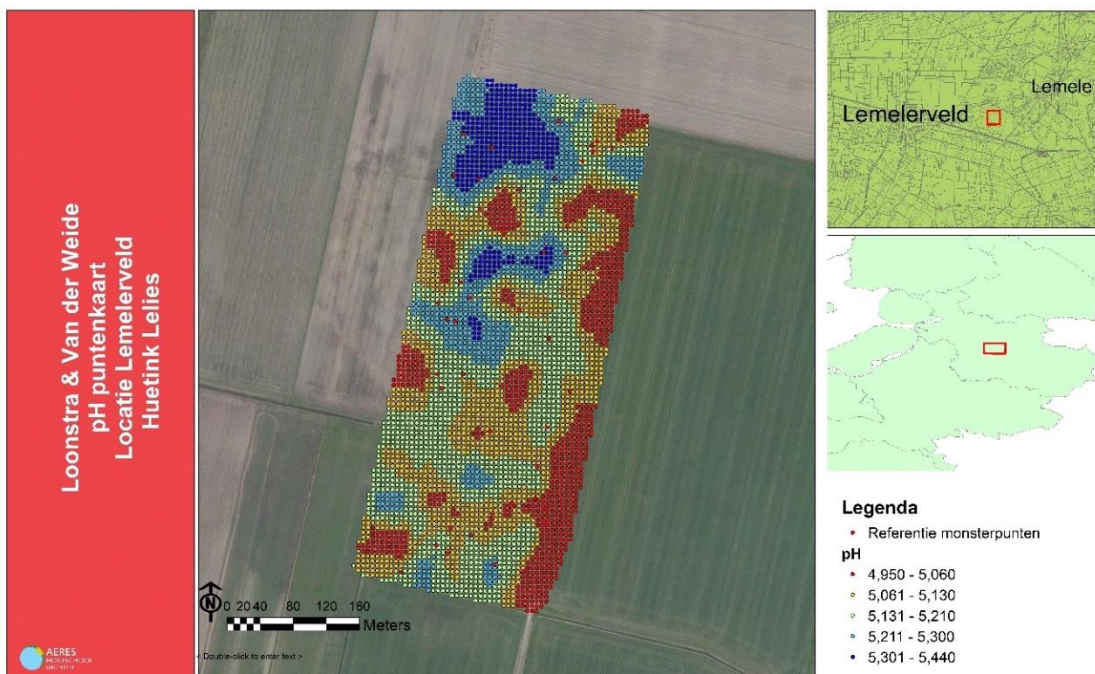 Loonstra & Van der Weide
pH puntenkaart
Locatie Lemelerveld
Huetink Lelies
AERES
HOGESCHOOL
DRONTEN
N
0 20 40 80 120 160
Meters
< Double-click to enter text >
Lemele
Lemelerveld
Legenda
Referentie monsterpunten
pH
4,950 - 5,060
5,061 - 5,130
5,131 - 5,210
5,211 - 5,300
5,301 - 5,440